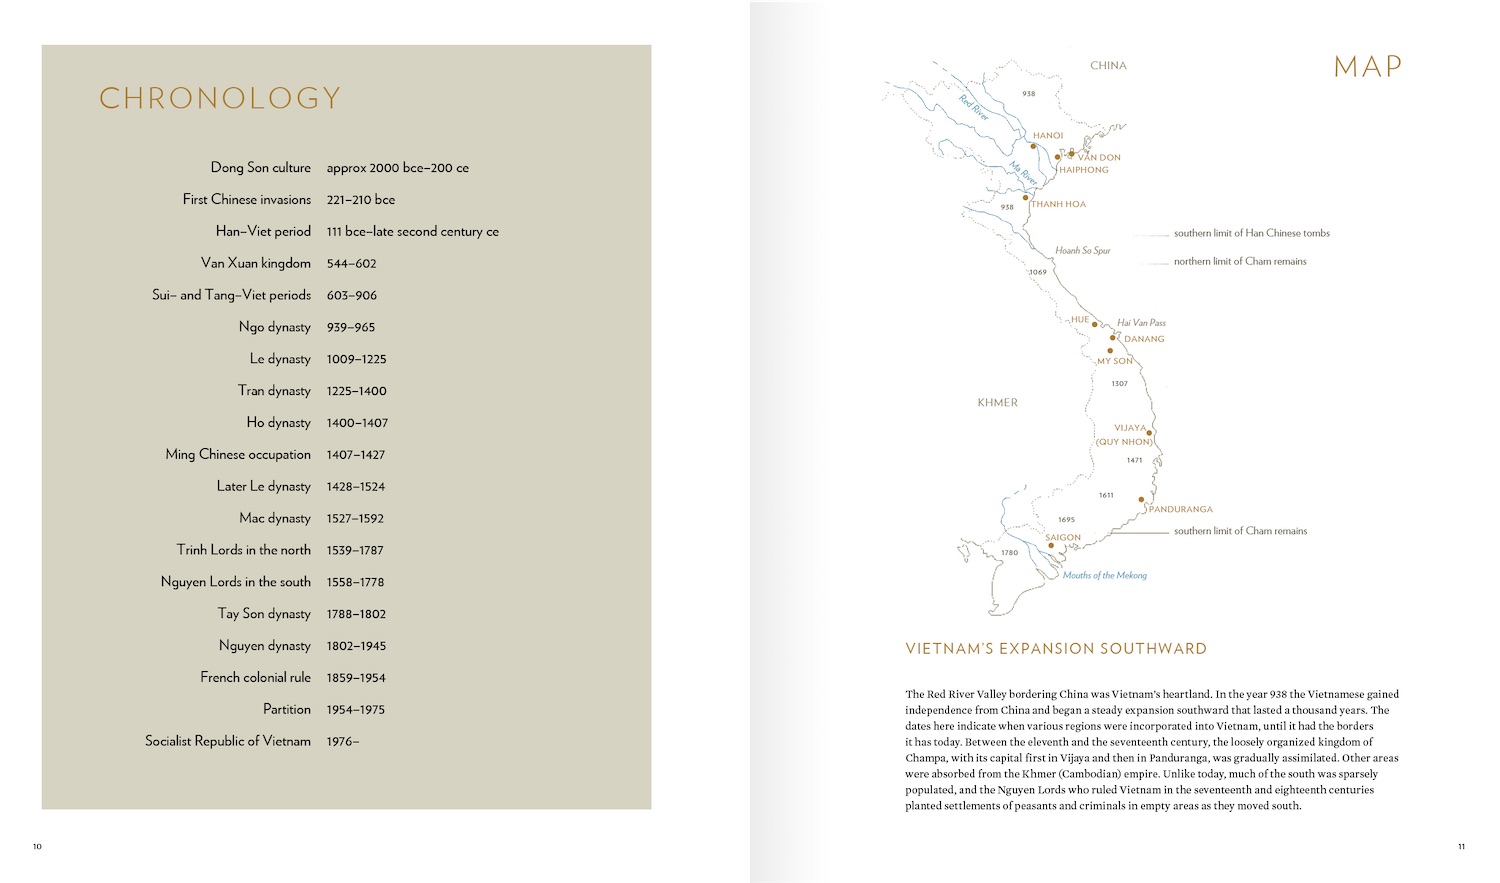 CHRONOLOGY
Dong Son culture approx 2000 bce–200 ce
First Chinese invasions 221–210 bce
Han–Viet period 111 bce–late second century ce
Van Xuan kingdom 544–602
Sui– and Tang–Viet periods 603–906
Ngo dynasty 939–965
Le dynasty 1009–1225
Tran dynasty 1225–1400
Ho dynasty 1400–1407
Ming Chinese occupation 1407–1427
Later Le dynasty 1428–1524
Mac dynasty 1527–1592
Trinh Lords in the north 1539–1787
Nguyen Lords in the south 1558–1778
Tay Son dynasty 1788–1802
Nguyen dynasty 1802–1945
French colonial rule 1859–1954
Partition 1954–1975
Socialist Republic of Vietnam 1976–
10
MAP
CHINA
938
Red River
HANOI
VAN DON
HAIPHONG
Ma River
938
THANH HOA
southern limit of Han Chinese tombs
Hoanh So Spur
northern limit of Cham remains
1069
HUE
Hai Van Pass
DANANG
MY SON
1307
KHMER
VIJAYA
(QUY NHON)
1471
1611
PANDURANGA
1695
southern limit of Cham remains
SAIGON
1780
Mouths of the Mekong
VIETNAM'S EXPANSION SOUTHWARD
The Red River Valley bordering China was Vietnam's heartland. In the year 938 the Vietnamese gained
independence from China and began a steady expansion southward that lasted a thousand years. The
dates here indicate when various regions were incorporated into Vietnam, until it had the borders
it has today. Between the eleventh and the seventeenth century, the loosely organized kingdom of
Champa, with its capital first in Vijaya and then in Panduranga, was gradually assimilated. Other areas
were absorbed from the Khmer (Cambodian) empire. Unlike today, much of the south was sparsely
populated, and the Nguyen Lords who ruled Vietnam in the seventeenth and eighteenth centuries
planted settlements of peasants and criminals in empty areas as they moved south.
11